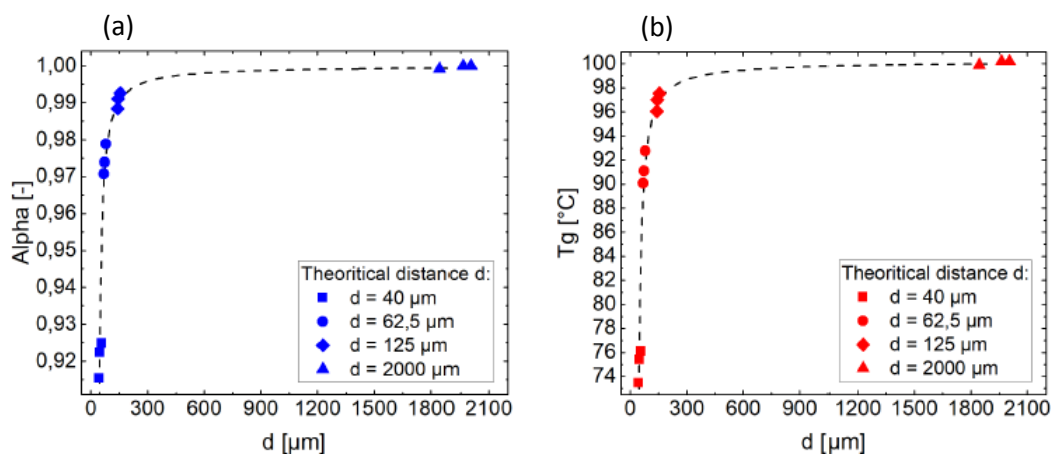 (a)
Alpha [-]
1,00
0,99
0,98
0,97
0,96
0,95
0,94
0,93
0,92
Theoritical distance d:
d = 40 µm
d = 62,5 µm
d = 125 µm
d = 2000 µm
0 300 600 900 1200 1500 1800 2100
d [µm]
(b)
Tg [°C]
100
98
96
94
92
90
88
86
84
82
80
78
76
74
Theoritical distance d:
d = 40 µm
d = 62,5 µm
d = 125 µm
d = 2000 µm
0 300 600 900 1200 1500 1800 2100
d [µm]